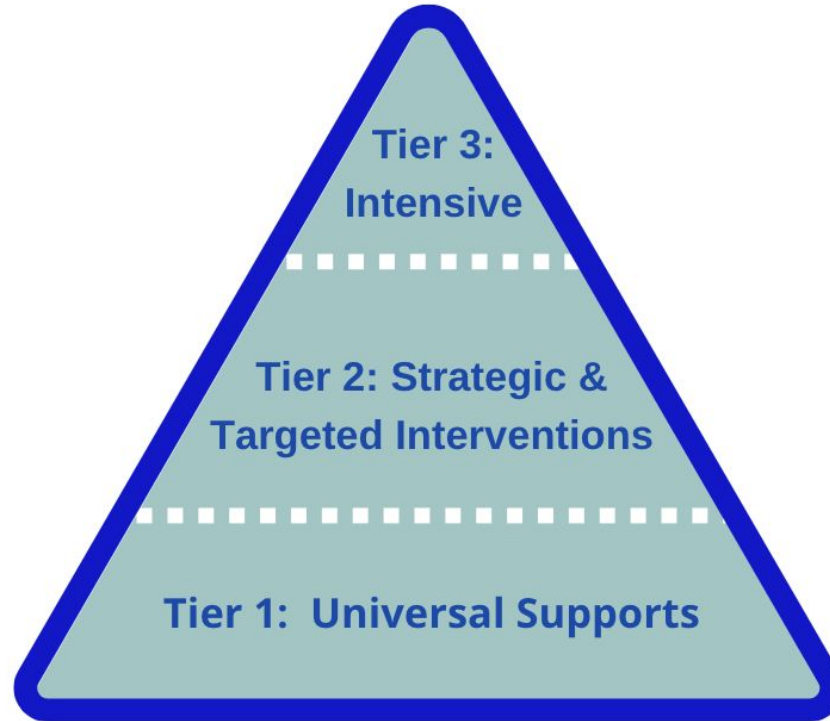 Tier 3:
Intensive
Tier 2: Strategic &
Targeted Interventions
Tier 1:  Universal Supports